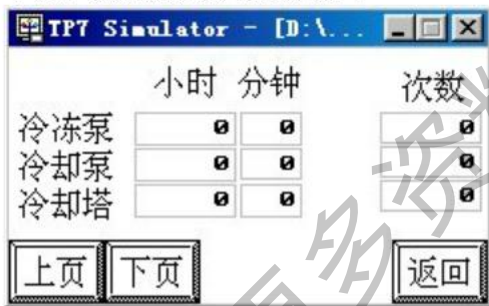 TP7 Simulator - [D:\...
小时 分钟 次数
冷冻泵 0 0 0
冷却泵 0 0 0
冷却塔 0 0 0
上页 下页 返回